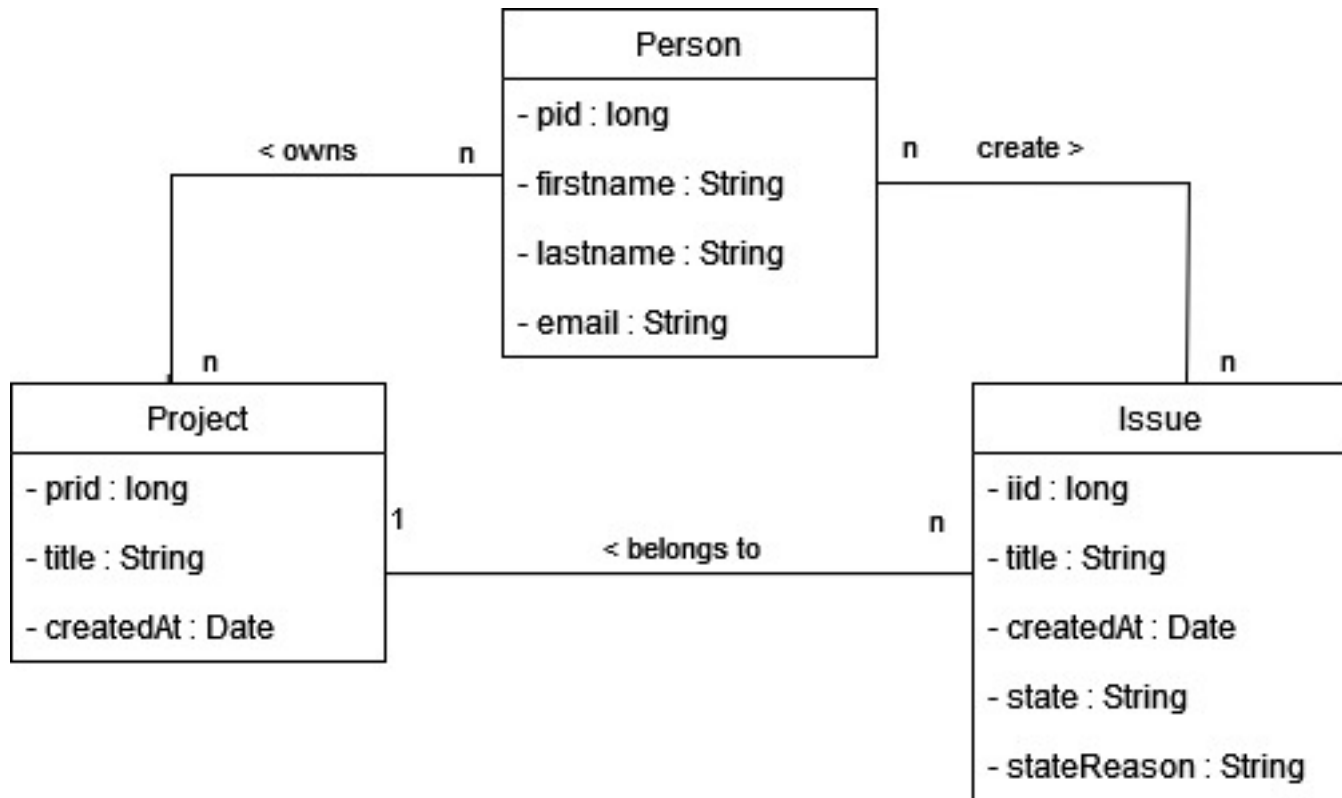 Person
- pid : long
- firstname : String
- lastname : String
- email : String
< owns
n
n
n
create >
n
Project
- prid : long
- title : String
- createdAt : Date
1
< belongs to
n
Issue
- iid : long
- title : String
- createdAt : Date
- state : String
- stateReason : String